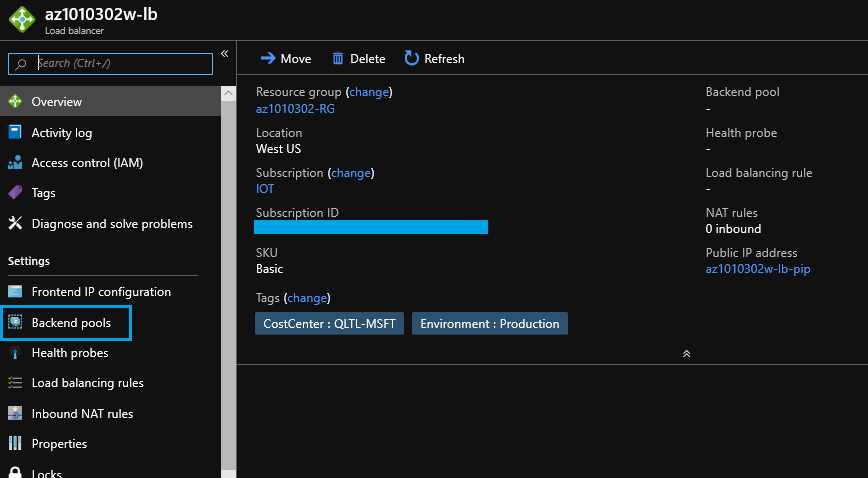 az1010302w-lb
Load balancer
Search (Ctrl+/)
«
Overview
Activity log
Access control (IAM)
Tags
Diagnose and solve problems
Settings
Frontend IP configuration
Backend pools
Health probes
Load balancing rules
Inbound NAT rules
Properties
Locks
Move Delete Refresh
Resource group (change)
az1010302-RG
Location
West US
Subscription (change)
IOT
Subscription ID
SKU
Basic
Tags (change)
CostCenter : QLTL-MSFT Environment : Production
Backend pool
-
Health probe
-
Load balancing rule
-
NAT rules
0 inbound
Public IP address
az1010302w-lb-pip